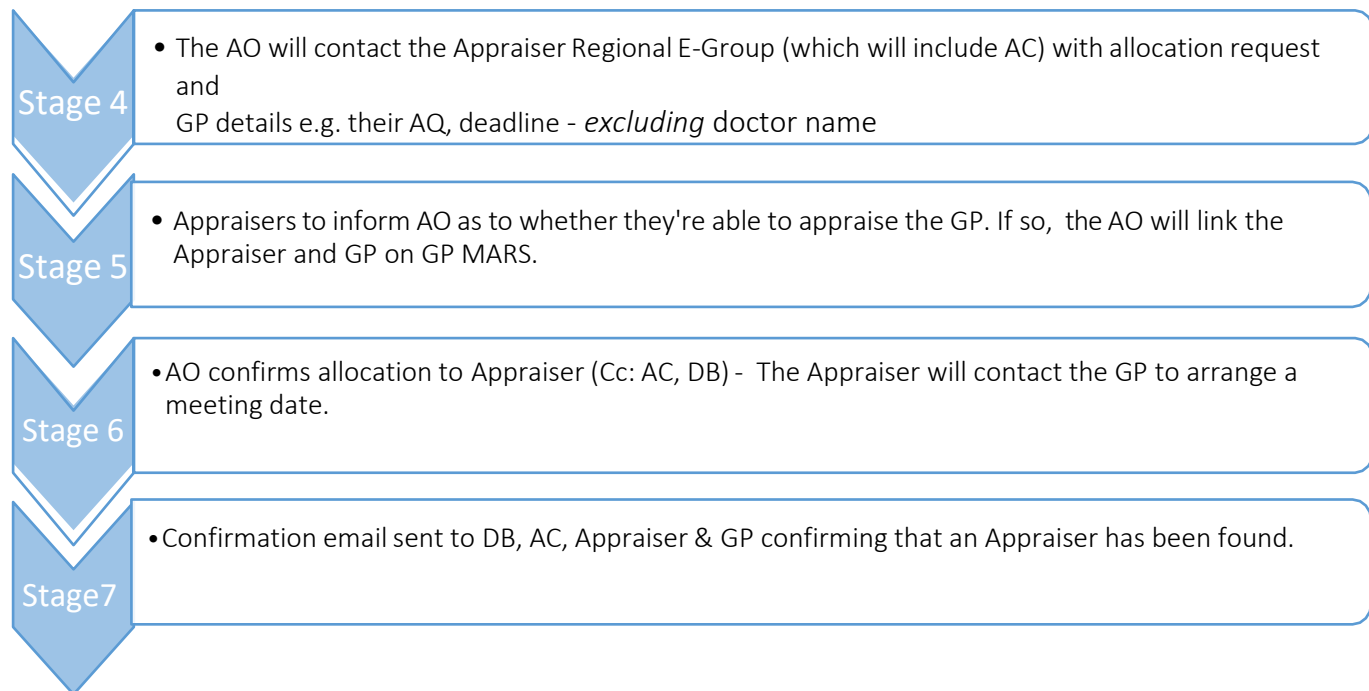 Stage 4
• The AO will contact the Appraiser Regional E-Group (which will include AC) with allocation request
and
GP details e.g. their AQ, deadline - excluding doctor name
Stage 5
• Appraisers to inform AO as to whether they're able to appraise the GP. If so, the AO will link the
Appraiser and GP on GP MARS.
Stage 6
•AO confirms allocation to Appraiser (Cc: AC, DB) - The Appraiser will contact the GP to arrange a
meeting date.
Stage7
•Confirmation email sent to DB, AC, Appraiser & GP confirming that an Appraiser has been found.